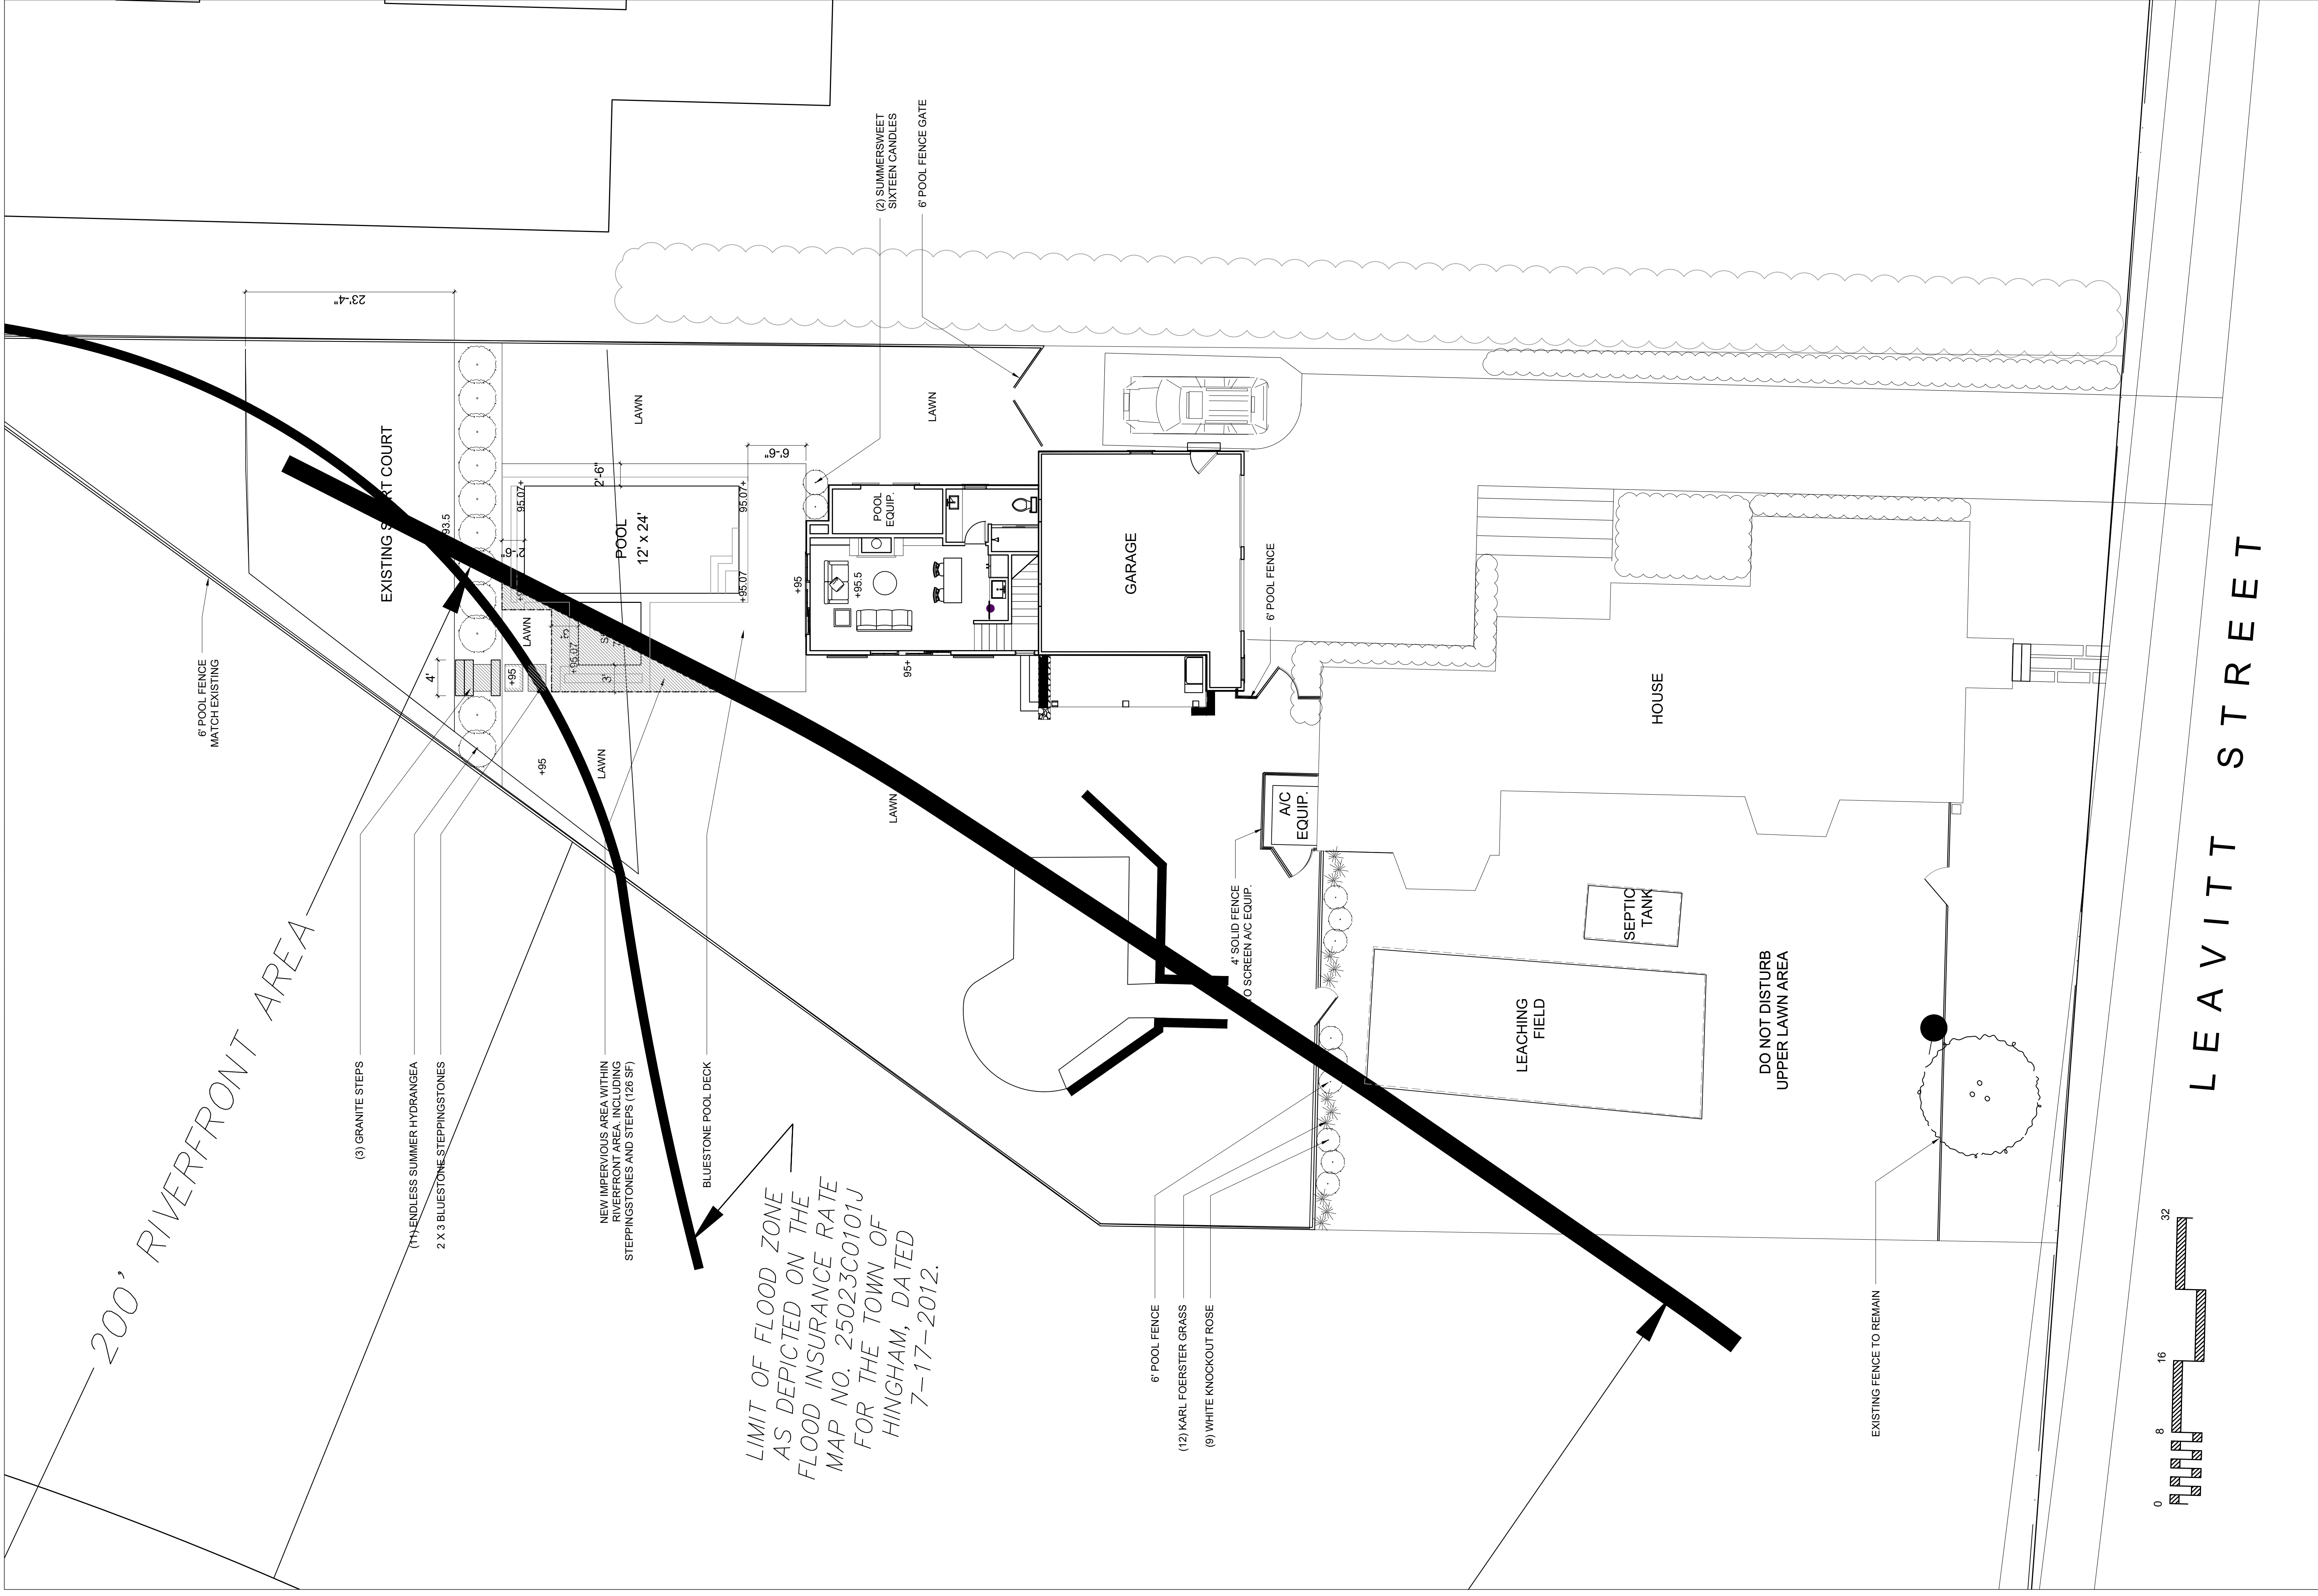 23'-4"
(2) SUMMERSWEET
SIXTEEN CANDLES
6' POOL FENCE GATE
6' POOL FENCE
MATCH EXISTING
EXISTING
COURT
93.5
4'
LAWN
LAWN
2'-6"
6'-6"
2'-6"
95.07+
95.07+
+95.07
POOL
12' x 24'
POOL
EQUIP.
+95
+95.5
95+
GARAGE
6' POOL FENCE
LAWN
+95
3'
+95.07
3'
+95
LAWN
LAWN
HOUSE
A/C
EQUIP.
4' SOLID FENCE
O SCREEN A/C EQUIP.
SEPTIC
TANK
LEACHING
FIELD
DO NOT DISTURB
UPPER LAWN AREA
LEAVITT STREET
200' RIVERFRONT AREA
(3) GRANITE STEPS
(11) ENDLESS SUMMER HYDRANGEA
2 X 3 BLUESTONE STEPPINGSTONES
NEW IMPERVIOUS AREA WITHIN
RIVERFRONT AREA. INCLUDING
STEPPINGSTONES AND STEPS (126 SF)
BLUESTONE POOL DECK
LIMIT OF FLOOD ZONE
AS DEPICTED ON THE
FLOOD INSURANCE RATE
MAP NO. 25023C0101J
FOR THE TOWN OF
HINGHAM, DATED
7-17-2012.
6' POOL FENCE
(12) KARL FOERSTER GRASS
(9) WHITE KNOCKOUT ROSE
EXISTING FENCE TO REMAIN
0
8
16
32